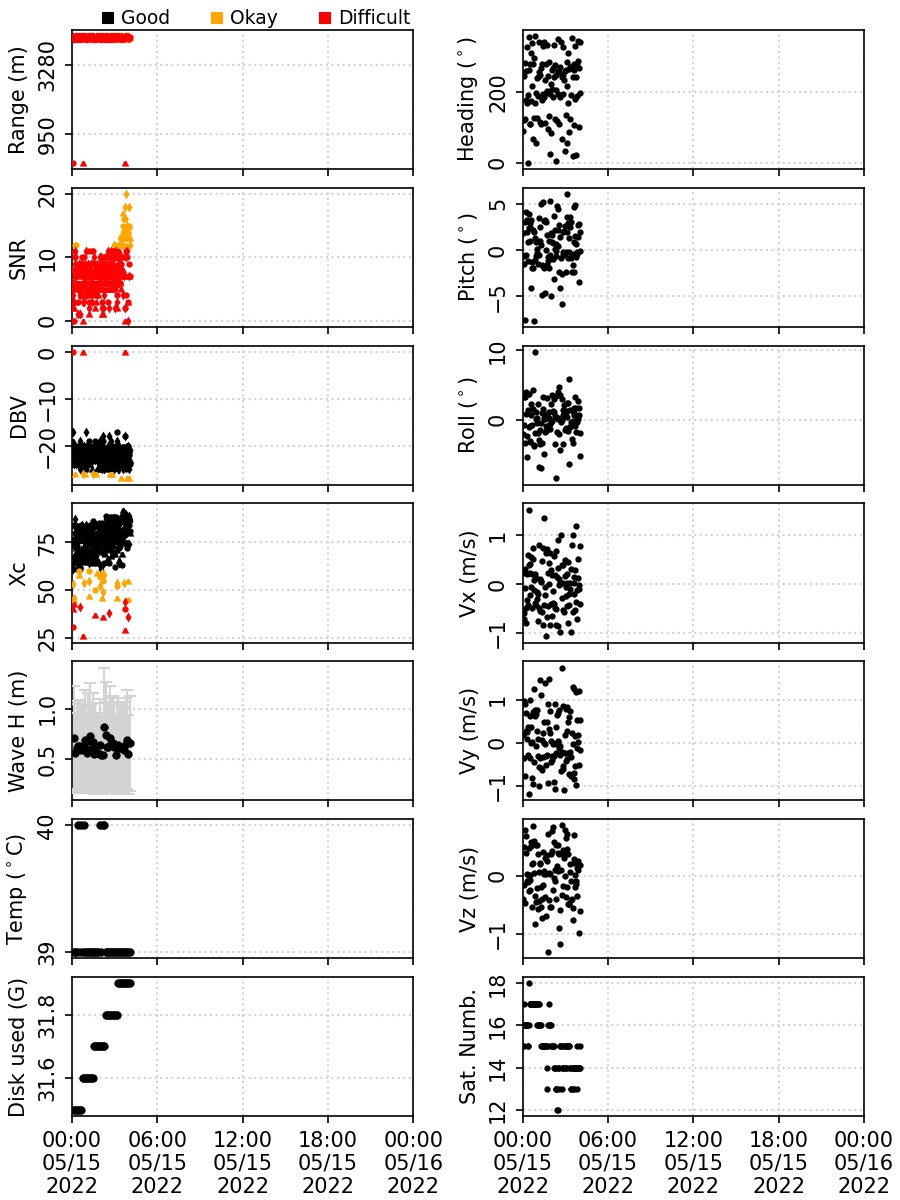 Good Okay Difficult
Range (m)
3280
950
Heading (°)
200
0
SNR
20
10
0
Pitch (°)
5
0
−5
DBV
0
−10
−20
Roll (°)
10
0
Xc
75
50
25
Vx (m/s)
1
0
−1
Wave H (m)
1.0
0.5
Vy (m/s)
1
0
−1
Temp (°C)
40
39
Vz (m/s)
0
−1
Disk used (G)
31.8
31.6
Sat. Numb.
18
16
14
12
00:00 06:00 12:00 18:00 00:00
05/15 05/15 05/15 05/15 05/16
2022 2022 2022 2022 2022
00:00 06:00 12:00 18:00 00:00
05/15 05/15 05/15 05/15 05/16
2022 2022 2022 2022 2022